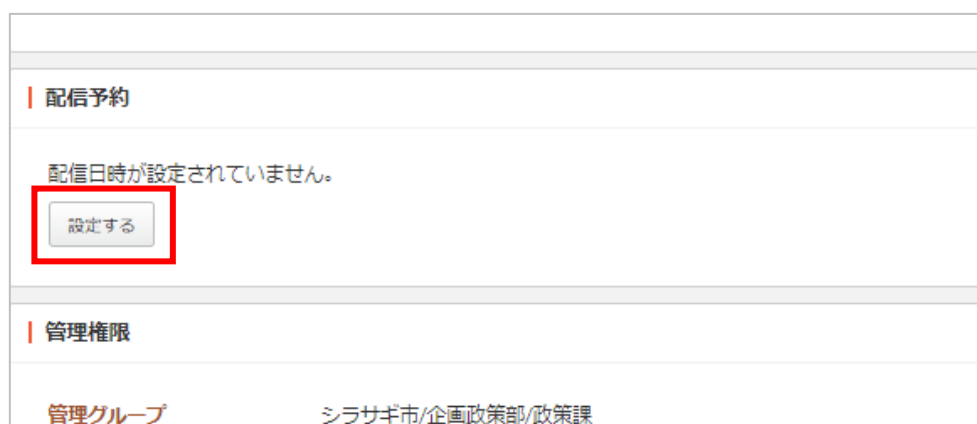 配信予約
配信日時が設定されていません。
設定する
管理権限
管理グループ シラサギ市/企画政策部/政策課